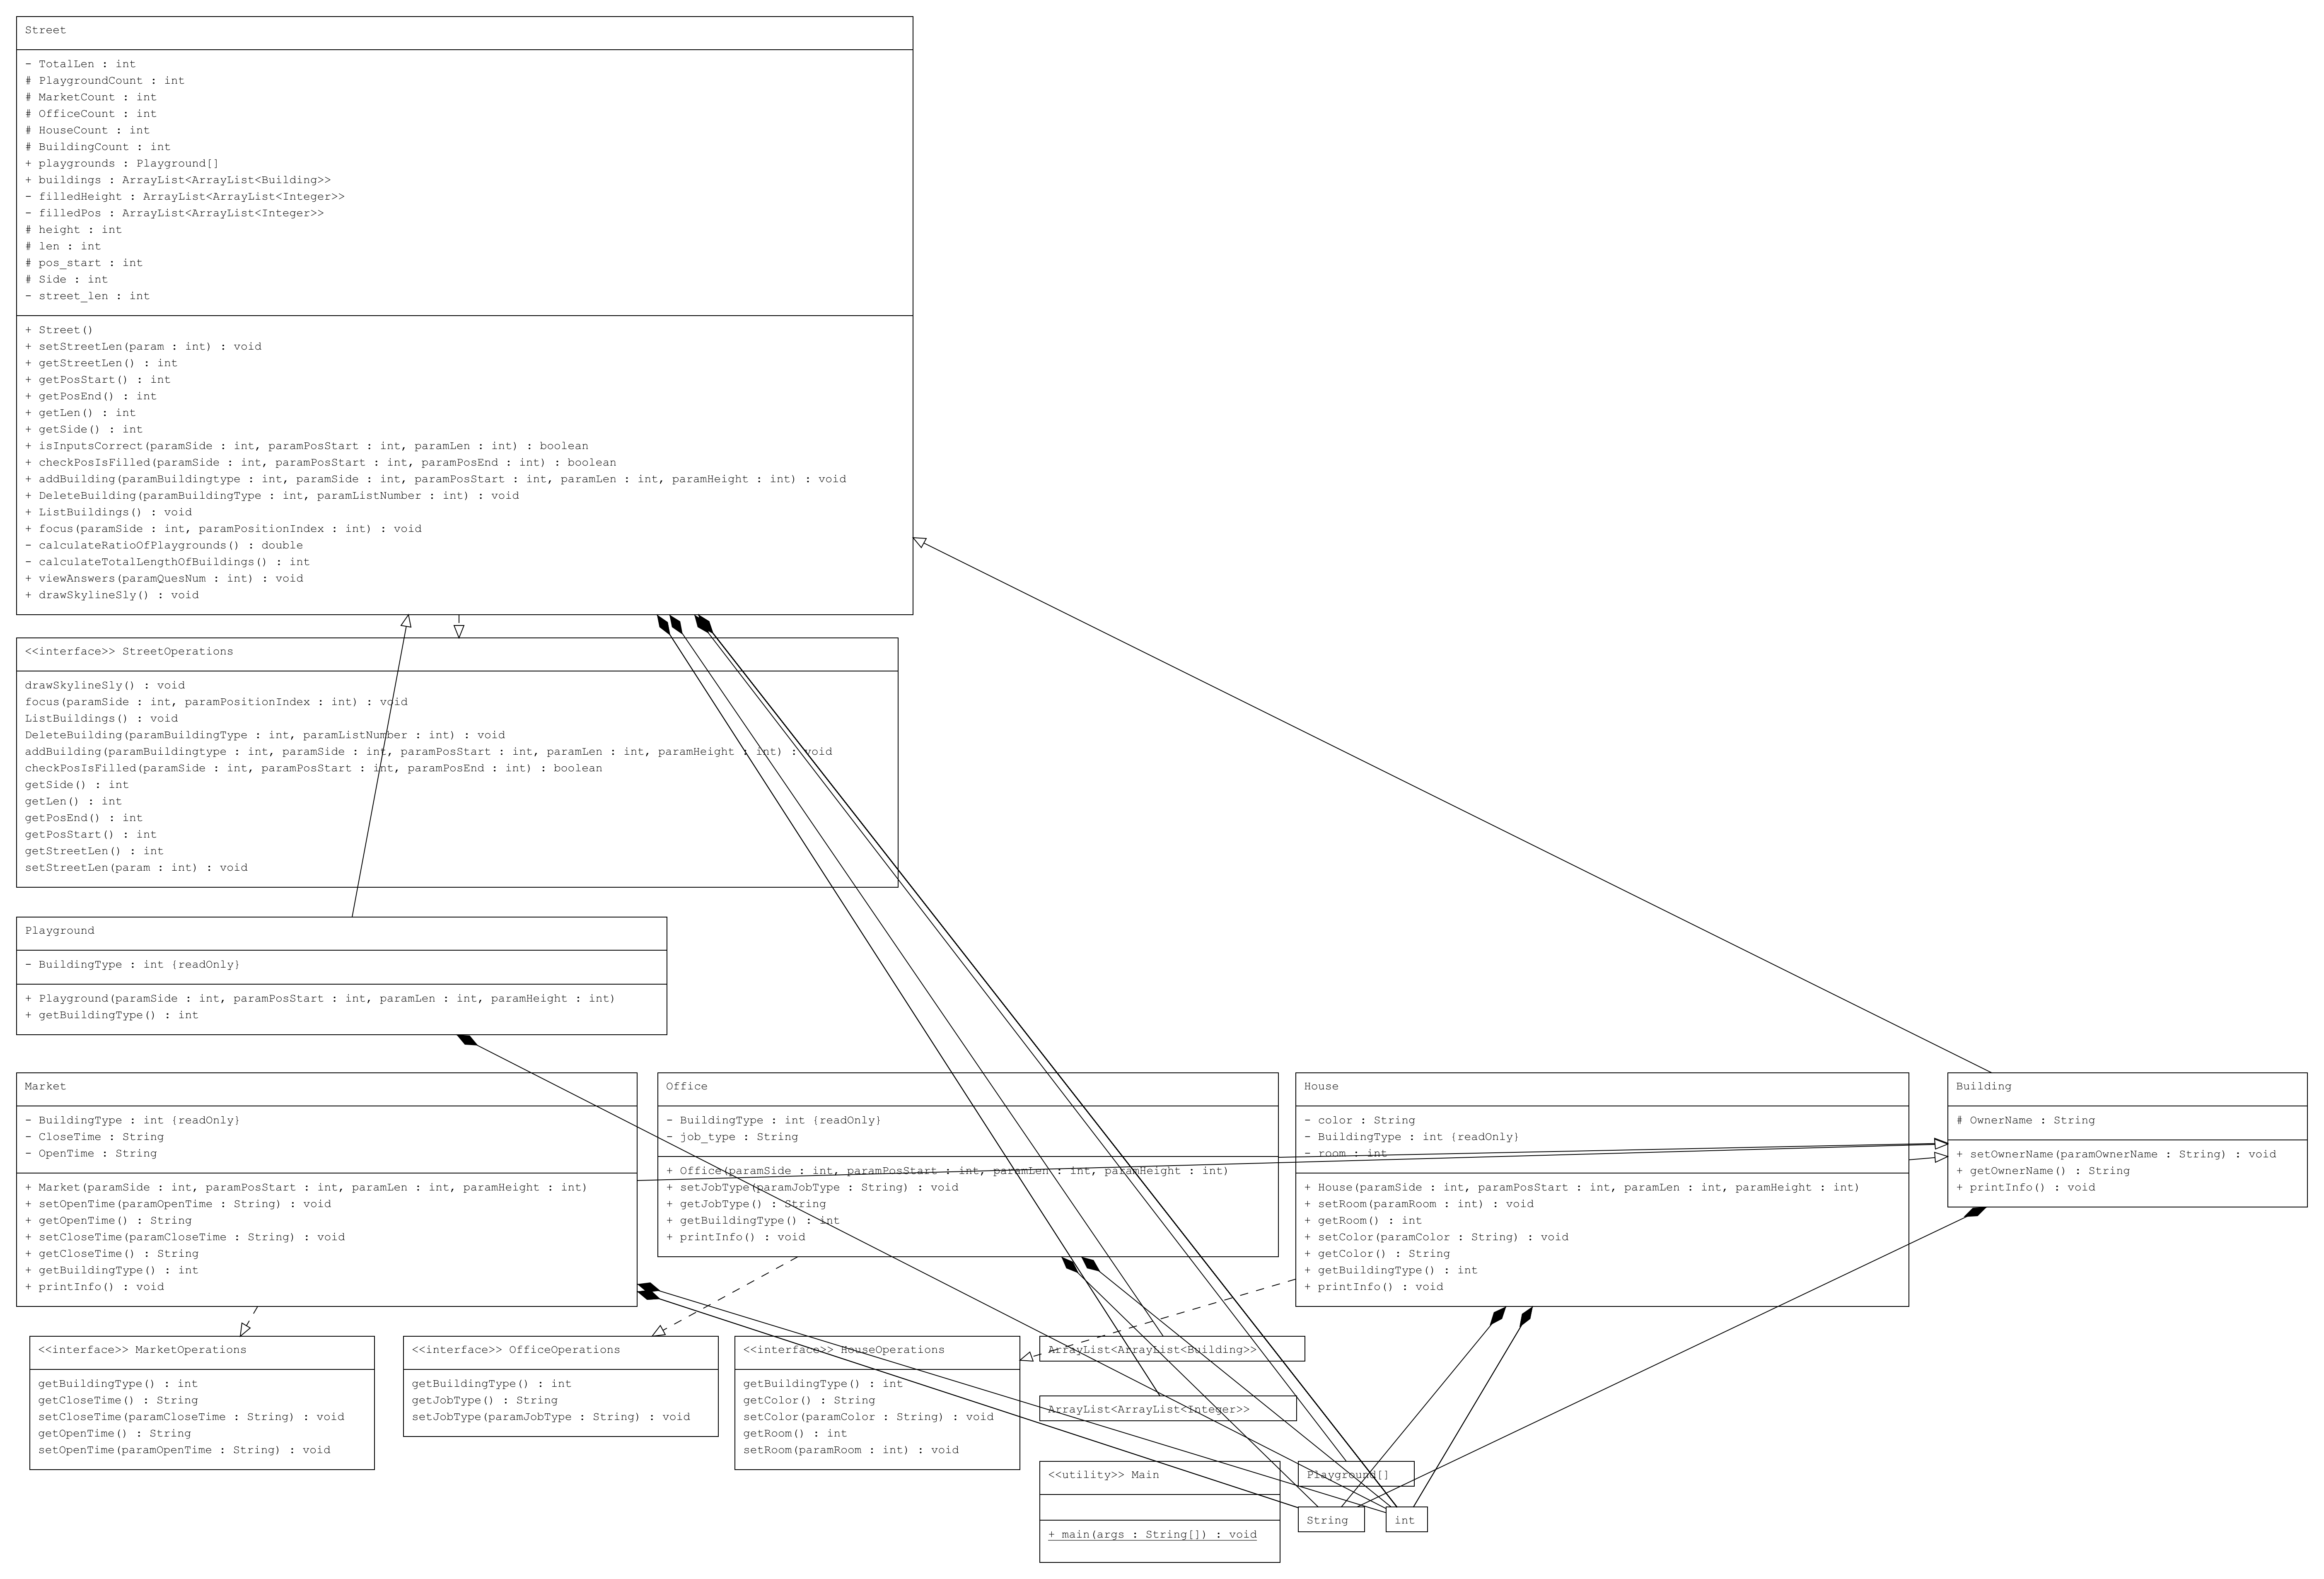 Street
- TotalLen : int
# PlaygroundCount : int
# MarketCount : int
# OfficeCount : int
# HouseCount : int
# BuildingCount : int
+ playgrounds : Playground[]
+ buildings : ArrayList<ArrayList<Building>>
- filledHeight : ArrayList<ArrayList<Integer>>
- filledPos : ArrayList<ArrayList<Integer>>
# height : int
# len : int
# pos_start : int
# Side : int
- street_len : int
+ Street()
+ setStreetLen(param : int) : void
+ getStreetLen() : int
+ getPosStart() : int
+ getPosEnd() : int
+ getLen() : int
+ getSide() : int
+ isInputsCorrect(paramSide : int, paramPosStart : int, paramLen : int) : boolean
+ checkPosIsFilled(paramSide : int, paramPosStart : int, paramPosEnd : int) : boolean
+ addBuilding(paramBuildingtype : int, paramSide : int, paramPosStart : int, paramLen : int, paramHeight : int) : void
+ DeleteBuilding(paramBuildingType : int, paramListNumber : int) : void
+ ListBuildings() : void
+ focus(paramSide : int, paramPositionIndex : int) : void
- calculateRatioOfPlaygrounds() : double
- calculateTotalLengthOfBuildings() : int
+ viewAnswers(paramQuesNum : int) : void
+ drawSkylineSly() : void
<<interface>> StreetOperations
drawSkylineSly() : void
focus(paramSide : int, paramPositionIndex : int) : void
ListBuildings() : void
DeleteBuilding(paramBuildingType : int, paramListNumber : int) : void
addBuilding(paramBuildingtype : int, paramSide : int, paramPosStart : int, paramLen : int, paramHeight : int) : void
checkPosIsFilled(paramSide : int, paramPosStart : int, paramPosEnd : int) : boolean
getSide() : int
getLen() : int
getPosEnd() : int
getPosStart() : int
getStreetLen() : int
setStreetLen(param : int) : void
Playground
- BuildingType : int {readOnly}
+ Playground(paramSide : int, paramPosStart : int, paramLen : int, paramHeight : int)
+ getBuildingType() : int
Market
- BuildingType : int {readOnly}
- CloseTime : String
- OpenTime : String
+ Market(paramSide : int, paramPosStart : int, paramLen : int, paramHeight : int)
+ setOpenTime(paramOpenTime : String) : void
+ getOpenTime() : String
+ setCloseTime(paramCloseTime : String) : void
+ getCloseTime() : String
+ getBuildingType() : int
+ printInfo() : void
Office
- BuildingType : int {readOnly}
- job_type : String
+ Office(paramSide : int, paramPosStart : int, paramLen : int, paramHeight : int)
+ setJobType(paramJobType : String) : void
+ getJobType() : String
+ getBuildingType() : int
+ printInfo() : void
House
- color : String
- BuildingType : int {readOnly}
- room : int
+ House(paramSide : int, paramPosStart : int, paramLen : int, paramHeight : int)
+ setRoom(paramRoom : int) : void
+ getRoom() : int
+ setColor(paramColor : String) : void
+ getColor() : String
+ getBuildingType() : int
+ printInfo() : void
Building
# OwnerName : String
+ setOwnerName(paramOwnerName : String) : void
+ getOwnerName() : String
+ printInfo() : void
<<interface>> MarketOperations
getBuildingType() : int
getCloseTime() : String
setCloseTime(paramCloseTime : String) : void
getOpenTime() : String
setOpenTime(paramOpenTime : String) : void
<<interface>> OfficeOperations
getBuildingType() : int
getJobType() : String
setJobType(paramJobType : String) : void
<<interface>> HouseOperations
getBuildingType() : int
getColor() : String
setColor(paramColor : String) : void
getRoom() : int
setRoom(paramRoom : int) : void
ArrayList<ArrayList<Building>>
ArrayList<ArrayList<Integer>>
<<utility>> Main
+ main(args : String[]) : void
Playground[]
String
int